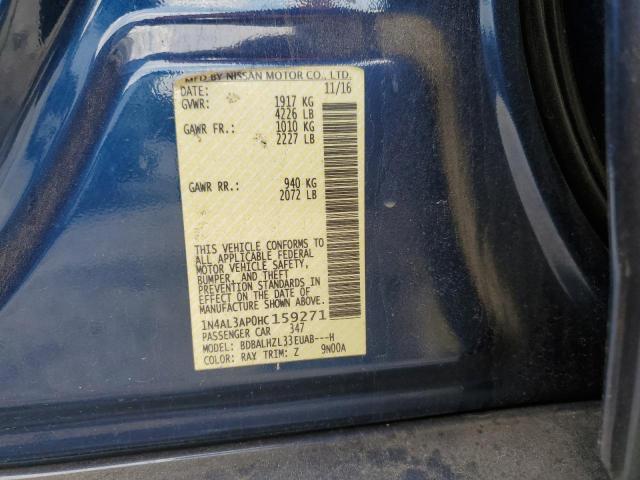 MFD BY NISSAN MOTOR CO., LTD.
DATE: 11/16
GVWR: 1917 KG
4226 LB
GAWR FR.: 1010 KG
2227 LB
GAWR RR.: 940 KG
2072 LB
THIS VEHICLE CONFORMS TO
ALL APPLICABLE FEDERAL
MOTOR VEHICLE SAFETY,
BUMPER, AND THEFT
PREVENTION STANDARDS IN
EFFECT ON THE DATE OF
MANUFACTURE SHOWN ABOVE.
1N4AL3AP0HC159271
PASSENGER CAR 347
MODEL: BDBALHZL33EUAB---H
COLOR: RAY TRIM: Z 9N00A